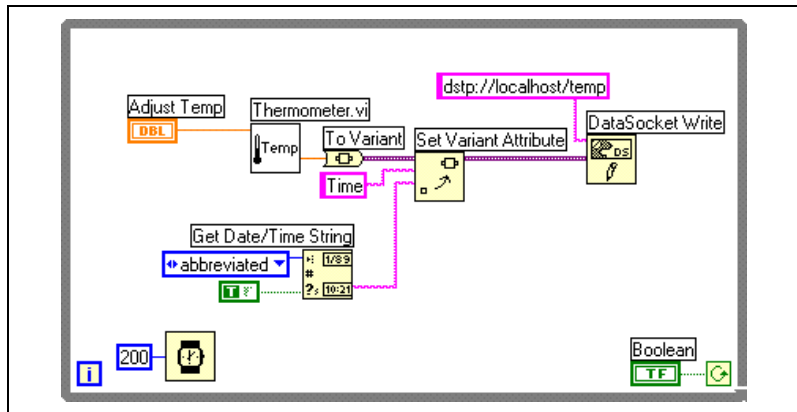 dstp://localhost/temp
Adjust Temp
Thermometer.vi
DataSocket Write
DBL
Temp
To Variant
Set Variant Attribute
DS
Time
Get Date/Time String
abbreviated
1/89
#
T
?
10:21
200
i
Boolean
TF